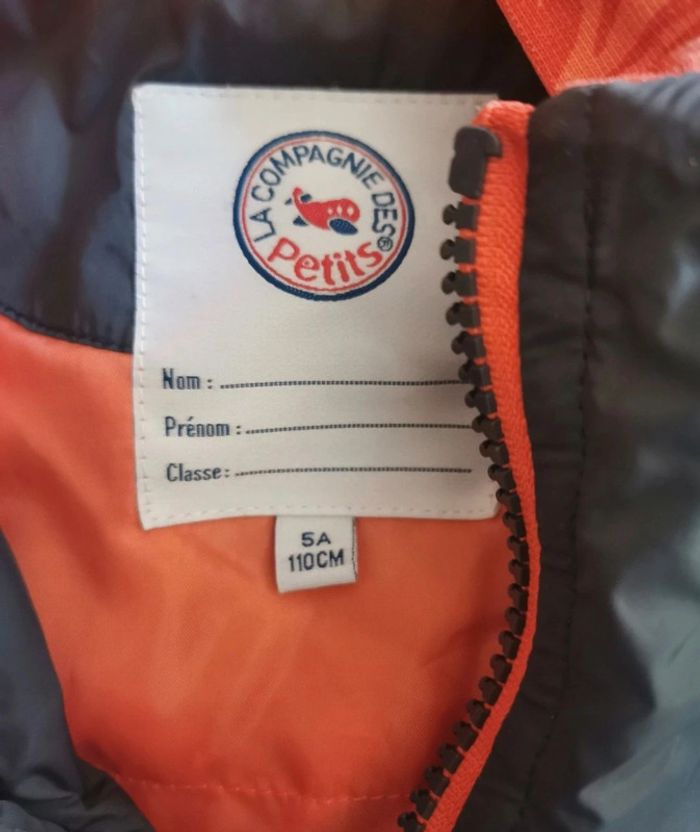 LA COMPAGNIE DES®
Petits
Nom :
Prénom :
Classe :
5A
110CM